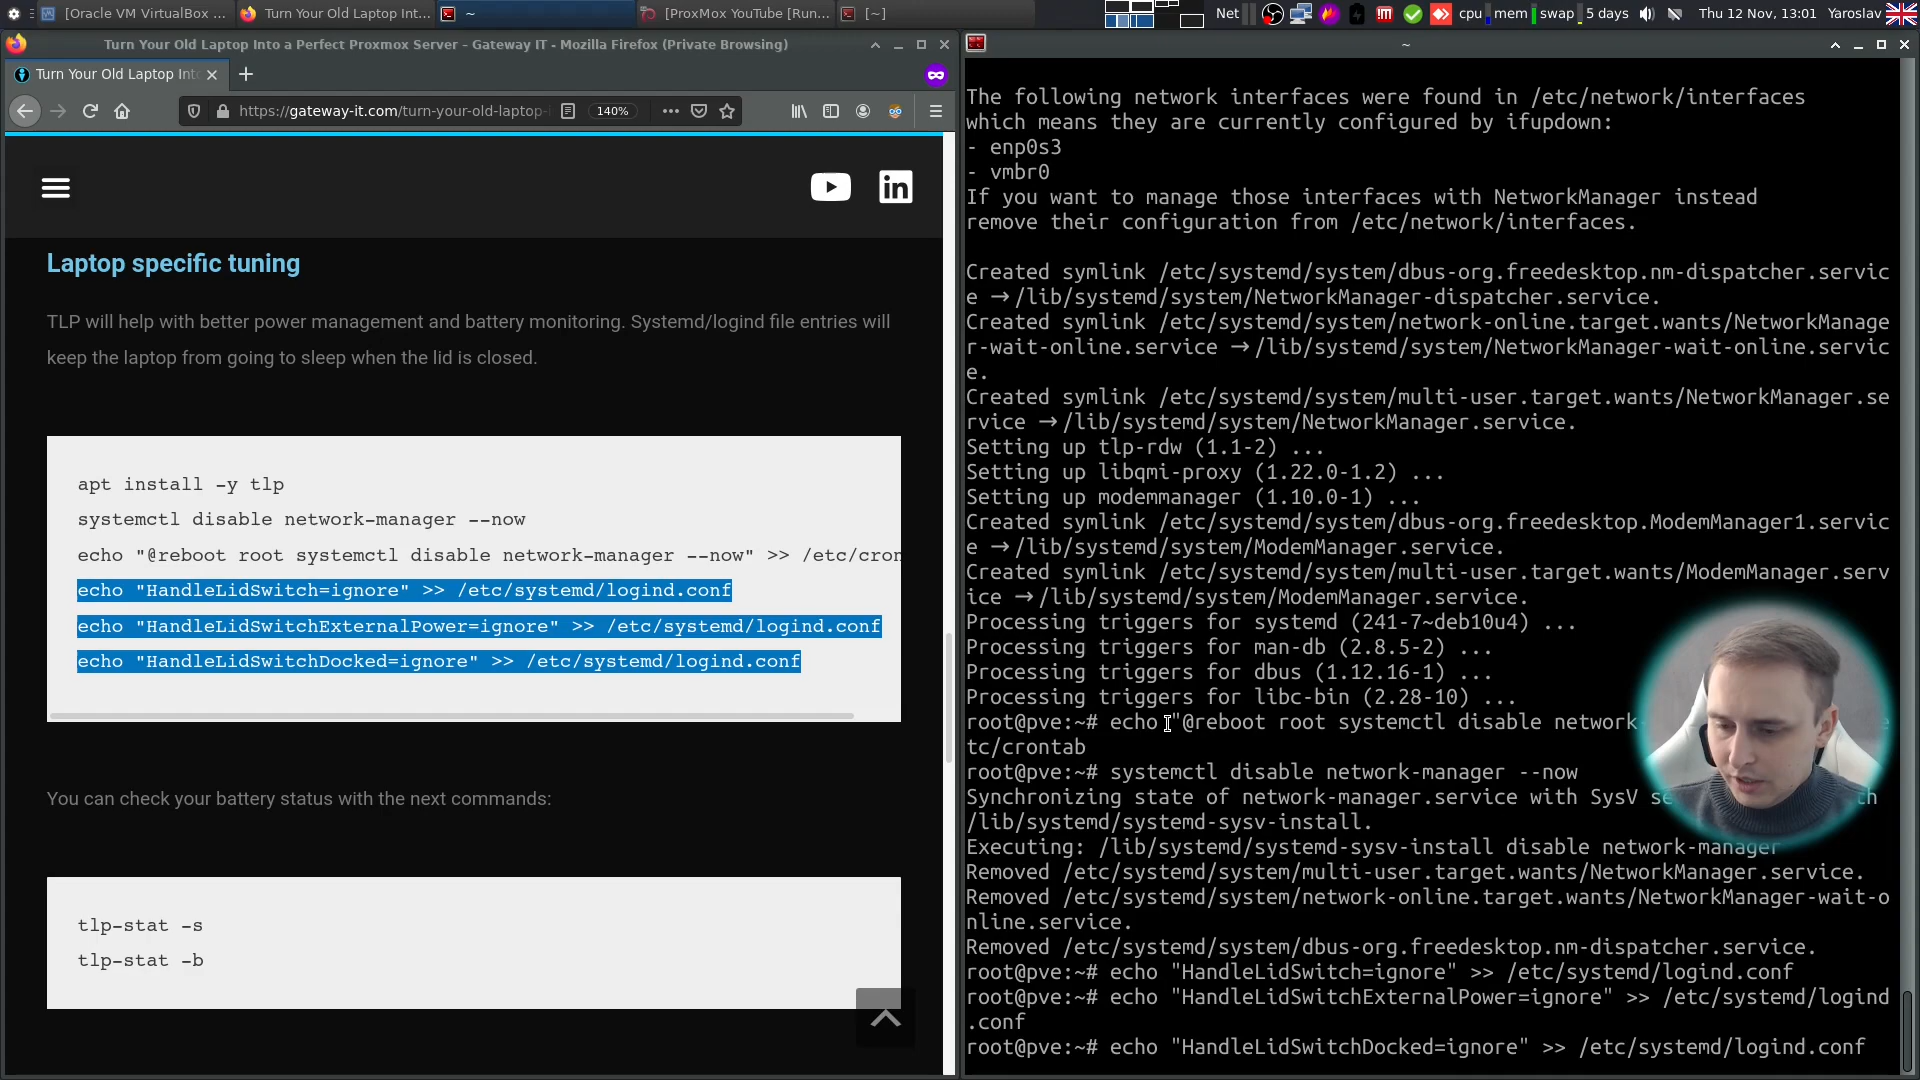 [Oracle VM VirtualBox ...
Turn Your Old Laptop Int...
~
[ProxMox YouTube [Run...
[~]
Net
cpu
mem
swap
5 days
Thu 12 Nov, 13:01
Yaroslav
Turn Your Old Laptop Into a Perfect Proxmox Server – Gateway IT - Mozilla Firefox (Private Browsing)
~
Turn Your Old Laptop Int
https://gateway-it.com/turn-your-old-laptop-
140%
Laptop specific tuning
TLP will help with better power management and battery monitoring. Systemd/logind file entries will
keep the laptop from going to sleep when the lid is closed.
apt install -y tlp
systemctl disable network-manager --now
echo "@reboot root systemctl disable network-manager --now" >> /etc/cron
echo "HandleLidSwitch=ignore" >> /etc/systemd/logind.conf
echo "HandleLidSwitchExternalPower=ignore" >> /etc/systemd/logind.conf
echo "HandleLidSwitchDocked=ignore" >> /etc/systemd/logind.conf
You can check your battery status with the next commands:
tlp-stat -s
tlp-stat -b
The following network interfaces were found in /etc/network/interfaces
which means they are currently configured by ifupdown:
- enp0s3
- vmbr0
If you want to manage those interfaces with NetworkManager instead
remove their configuration from /etc/network/interfaces.
Created symlink /etc/systemd/system/dbus-org.freedesktop.nm-dispatcher.servic
e → /lib/systemd/system/NetworkManager-dispatcher.service.
Created symlink /etc/systemd/system/network-online.target.wants/NetworkManage
r-wait-online.service → /lib/systemd/system/NetworkManager-wait-online.servic
e.
Created symlink /etc/systemd/system/multi-user.target.wants/NetworkManager.se
rvice → /lib/systemd/system/NetworkManager.service.
Setting up tlp-rdw (1.1-2) ...
Setting up libqmi-proxy (1.22.0-1.2) ...
Setting up modemmanager (1.10.0-1) ...
Created symlink /etc/systemd/system/dbus-org.freedesktop.ModemManager1.servic
e → /lib/systemd/system/ModemManager.service.
Created symlink /etc/systemd/system/multi-user.target.wants/ModemManager.serv
ice → /lib/systemd/system/ModemManager.service.
Processing triggers for systemd (241-7~deb10u4) ...
Processing triggers for man-db (2.8.5-2) ...
Processing triggers for dbus (1.12.16-1) ...
Processing triggers for libc-bin (2.28-10) ...
root@pve:~# echo "@reboot root systemctl disable network- e
tc/crontab
root@pve:~# systemctl disable network-manager --now
Synchronizing state of network-manager.service with SysV se th
/lib/systemd/systemd-sysv-install.
Executing: /lib/systemd/systemd-sysv-install disable network-manager
Removed /etc/systemd/system/multi-user.target.wants/NetworkManager.service.
Removed /etc/systemd/system/network-online.target.wants/NetworkManager-wait-o
nline.service.
Removed /etc/systemd/system/dbus-org.freedesktop.nm-dispatcher.service.
root@pve:~# echo "HandleLidSwitch=ignore" >> /etc/systemd/logind.conf
root@pve:~# echo "HandleLidSwitchExternalPower=ignore" >> /etc/systemd/logind
.conf
root@pve:~# echo "HandleLidSwitchDocked=ignore" >> /etc/systemd/logind.conf